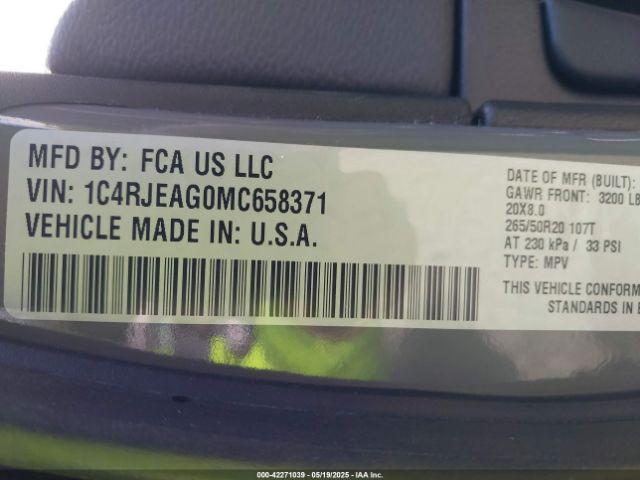 MFD BY: FCA US LLC
VIN: 1C4RJEAG0MC658371
VEHICLE MADE IN: U.S.A.
DATE OF MFR (BUILT):
GAWR FRONT: 3200 LB
20X8.0
265/50R20 107T
AT 230 kPa / 33 PSI
TYPE: MPV
THIS VEHICLE CONFORM
STANDARDS IN
000-42271039 - 05/19/2025 - IAA Inc.